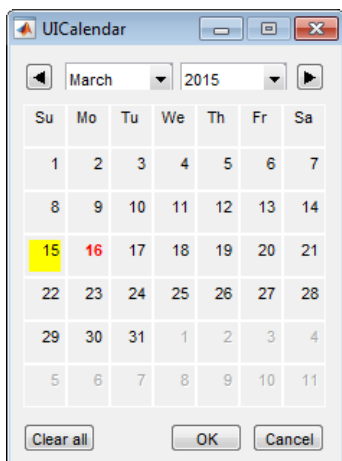 UICalendar
March 2015
Su Mo Tu We Th Fr Sa
1 2 3 4 5 6 7
8 9 10 11 12 13 14
15 16 17 18 19 20 21
22 23 24 25 26 27 28
29 30 31 1 2 3 4
5 6 7 8 9 10 11
Clear all OK Cancel